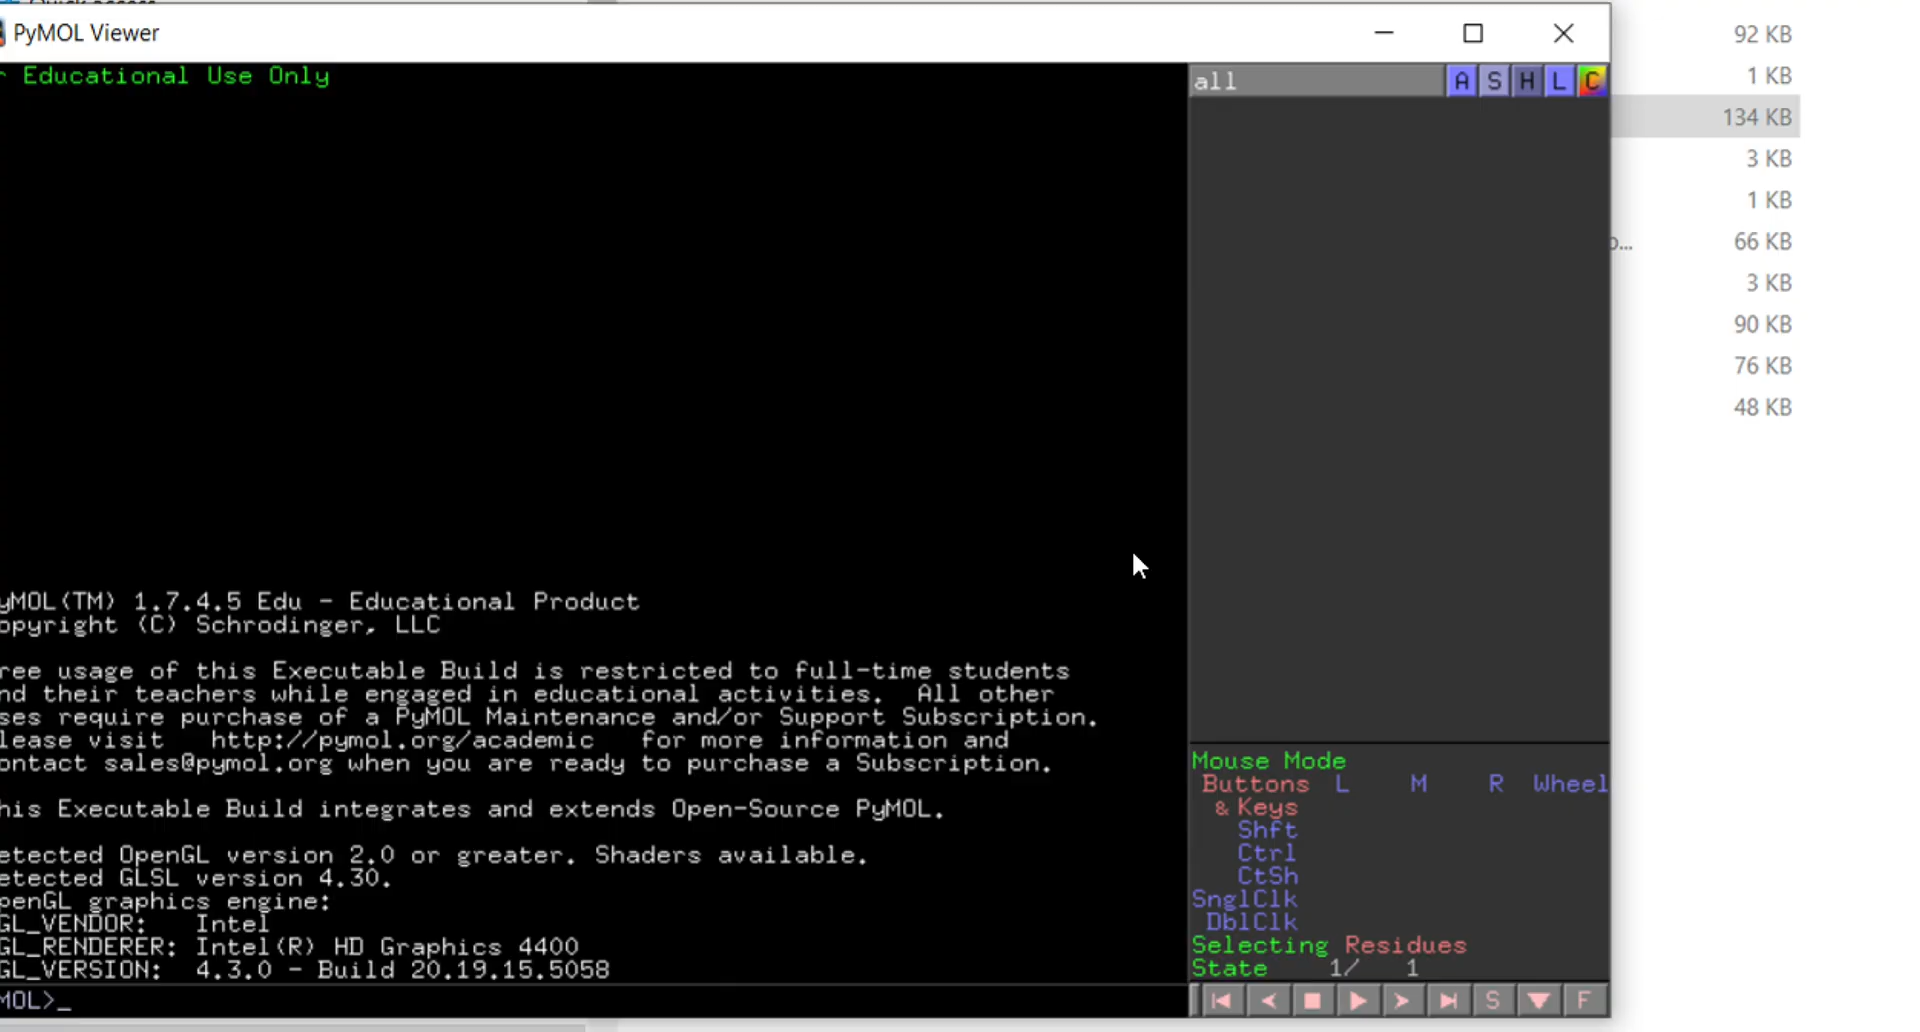 PyMOL Viewer
Educational Use Only
all A S H L C
92 KB
1 KB
134 KB
3 KB
1 KB
66 KB
3 KB
90 KB
76 KB
48 KB
yMOL(TM) 1.7.4.5 Edu - Educational Product
opyright (C) Schrodinger, LLC
ree usage of this Executable Build is restricted to full-time students
nd their teachers while engaged in educational activities. All other
ses require purchase of a PyMOL Maintenance and/or Support Subscription.
lease visit http://pymol.org/academic for more information and
ontact sales@pymol.org when you are ready to purchase a Subscription.
his Executable Build integrates and extends Open-Source PyMOL.
etected OpenGL version 2.0 or greater. Shaders available.
etected GLSL version 4.30.
penGL graphics engine:
GL_VENDOR: Intel
GL_RENDERER: Intel(R) HD Graphics 4400
GL_VERSION: 4.3.0 - Build 20.19.15.5058
MOL>_
Mouse Mode
Buttons L M R Wheel
& Keys
Shft
Ctrl
CtSh
SnglClk
DblClk
Selecting Residues
State 1/ 1
S F